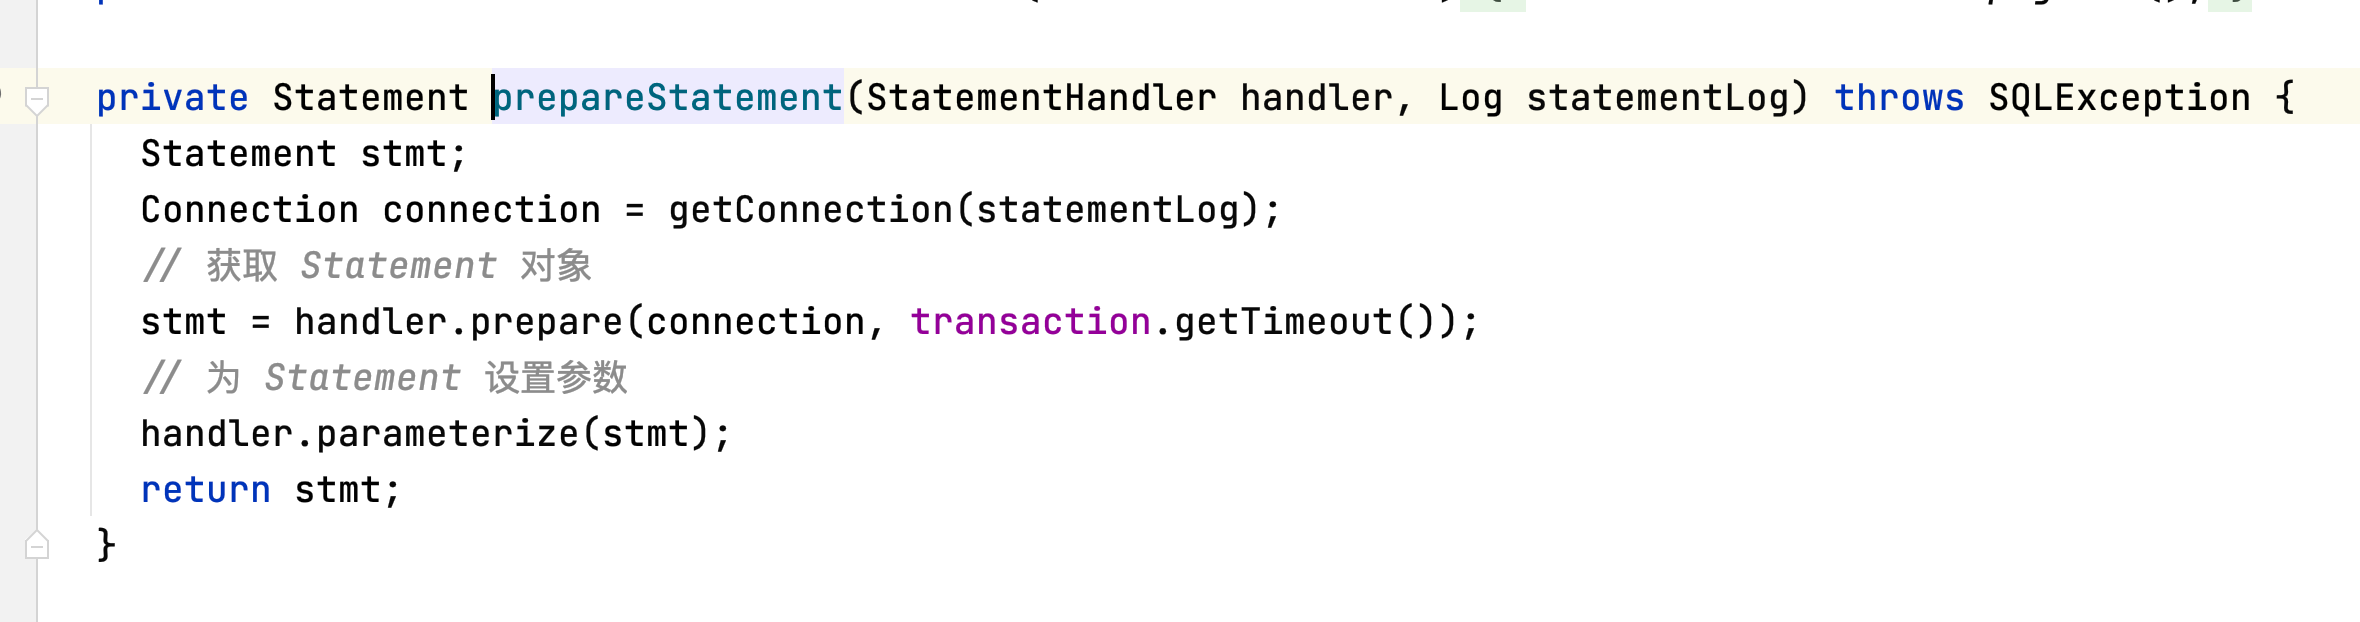 private Statement prepareStatement(StatementHandler handler, Log statementLog) throws SQLException {
Statement stmt;
Connection connection = getConnection(statementLog);
// 获取 Statement 对象
stmt = handler.prepare(connection, transaction.getTimeout());
// 为 Statement 设置参数
handler.parameterize(stmt);
return stmt;
}